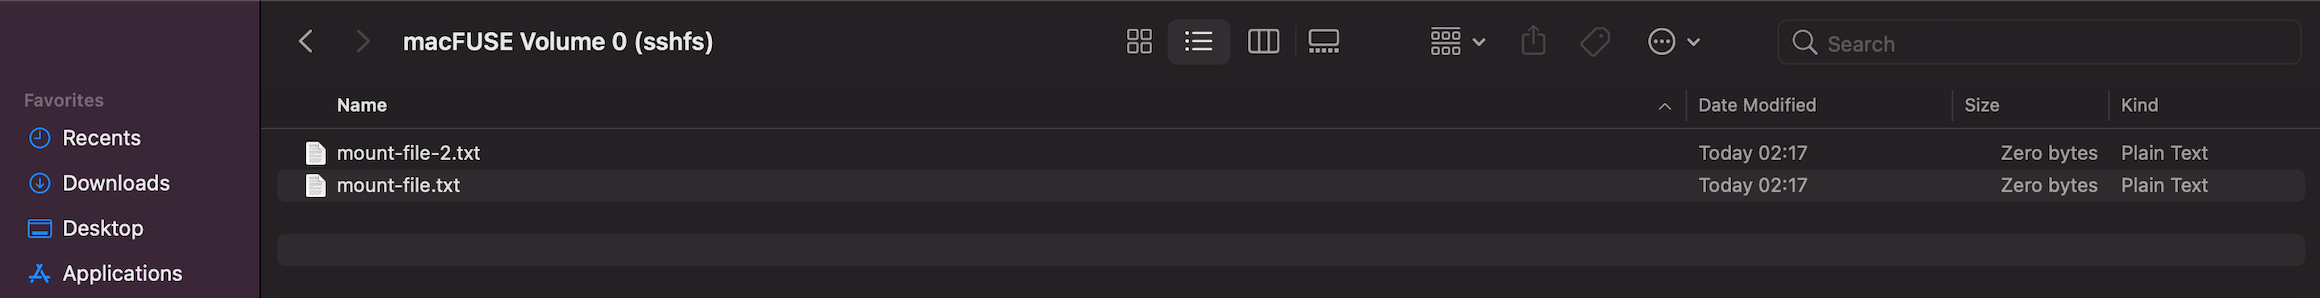 macFUSE Volume 0 (sshfs)
Search
Favorites
Recents
Downloads
Desktop
Applications
Name Date Modified Size Kind
mount-file-2.txt Today 02:17 Zero bytes Plain Text
mount-file.txt Today 02:17 Zero bytes Plain Text